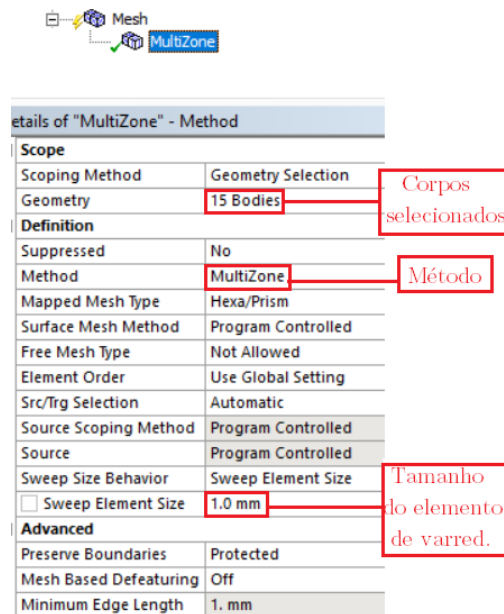 Mesh
MultiZone
etails of "MultiZone" - Method
Scope
Scoping Method Geometry Selection
Geometry 15 Bodies
Corpos
selecionados
Definition
Suppressed No
Method MultiZone
Método
Mapped Mesh Type Hexa/Prism
Surface Mesh Method Program Controlled
Free Mesh Type Not Allowed
Element Order Use Global Setting
Src/Trg Selection Automatic
Source Scoping Method Program Controlled
Source Program Controlled
Sweep Size Behavior Sweep Element Size
Sweep Element Size 1.0 mm
Tamanho
do elemento
de varred.
Advanced
Preserve Boundaries Protected
Mesh Based Defeaturing Off
Minimum Edge Length 1. mm